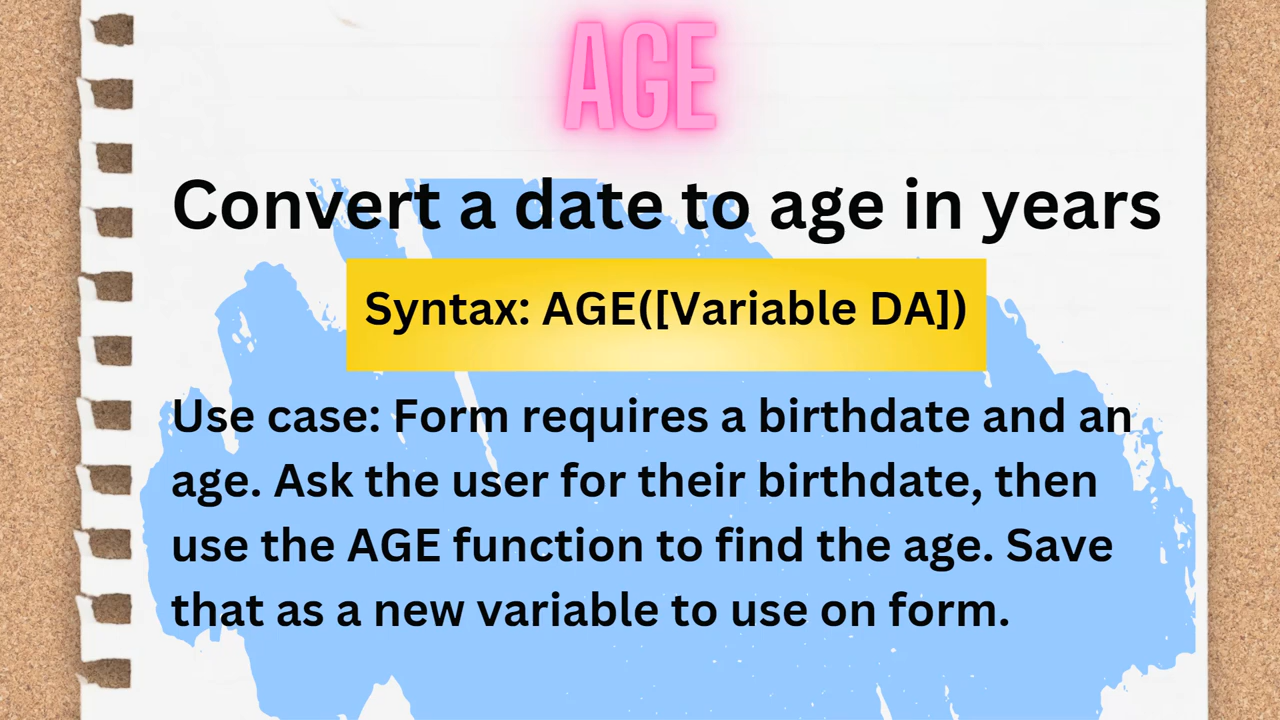 AGE
Convert a date to age in years
Syntax: AGE([Variable DA])
Use case: Form requires a birthdate and an
age. Ask the user for their birthdate, then
use the AGE function to find the age. Save
that as a new variable to use on form.